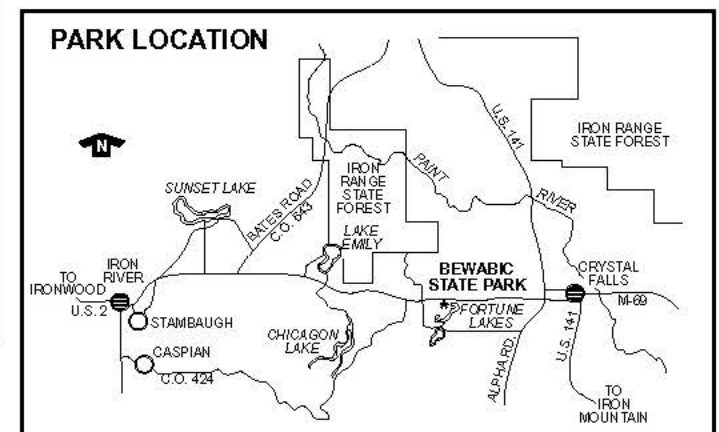 PARK LOCATION
N
U.S. 141
IRON RANGE
STATE FOREST
SUNSET LAKE
BATES ROAD
C.O. 643
IRON
RANGE
STATE
FOREST
PAINT
RIVER
LAKE
EMILY
TO
IRONWOOD
U.S. 2
IRON
RIVER
BEWABIC
STATE PARK
CRYSTAL
FALLS
M-69
STAMBAUGH
CHICAGON
LAKE
FORTUNE
LAKES
CASPIAN
C.O. 424
ALPHA RD.
U.S. 141
TO
IRON
MOUNTAIN